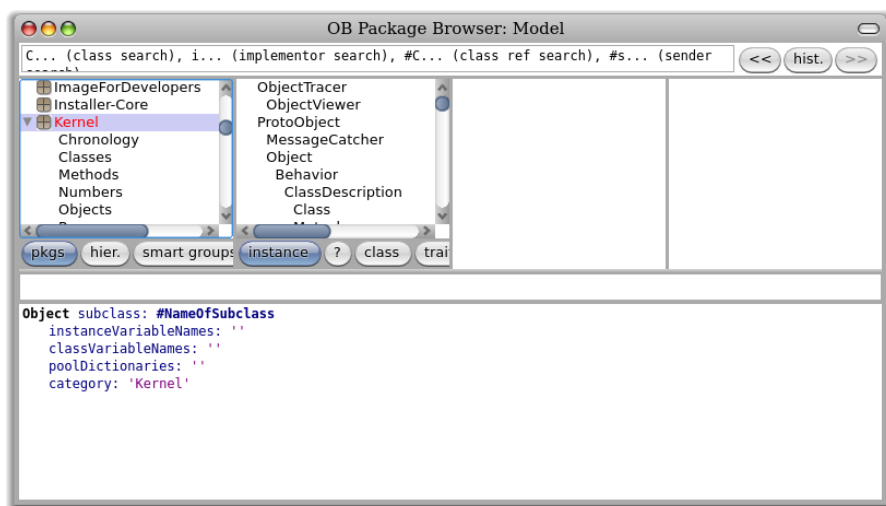 OB Package Browser: Model
C... (class search), i... (implementor search), #C... (class ref search), #s... (sender
<< hist. >>
ImageForDevelopers
Installer-Core
Kernel
Chronology
Classes
Methods
Numbers
Objects
ObjectTracer
ObjectViewer
ProtoObject
MessageCatcher
Object
Behavior
ClassDescription
Class
pkgs hier. smart groups instance ? class trai
Object subclass: #NameOfSubclass
instanceVariableNames: ''
classVariableNames: ''
poolDictionaries: ''
category: 'Kernel'